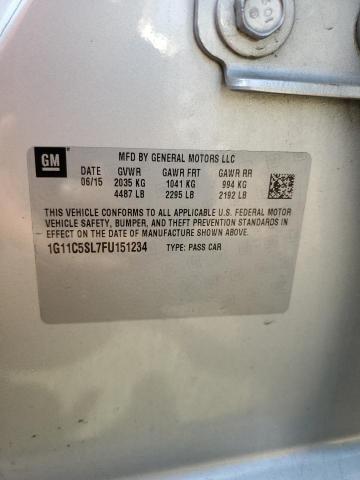 GM
MFD BY GENERAL MOTORS LLC
DATE GVWR GAWR FRT GAWR RR
06/15 2035 KG 1041 KG 994 KG
4487 LB 2295 LB 2192 LB
THIS VEHICLE CONFORMS TO ALL APPLICABLE U.S. FEDERAL MOTOR
VEHICLE SAFETY, BUMPER, AND THEFT PREVENTION STANDARDS IN
EFFECT ON THE DATE OF MANUFACTURE SHOWN ABOVE.
1G11C5SL7FU151234 TYPE: PASS CAR